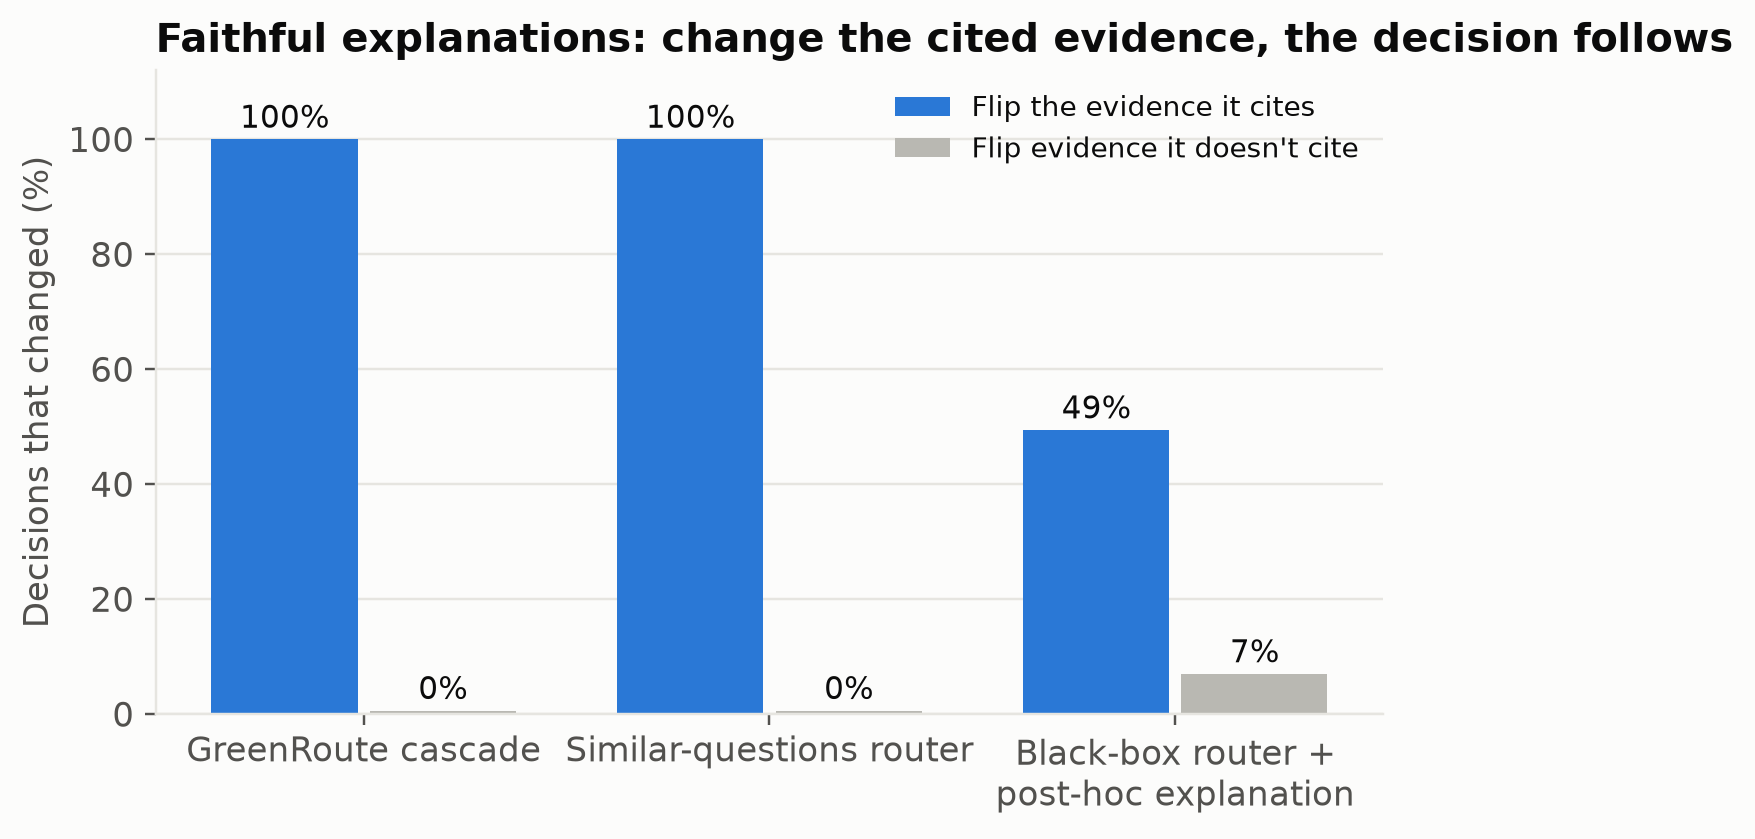 Faithful explanations: change the cited evidence, the decision follows
Flip the evidence it cites
Flip evidence it doesn't cite
Decisions that changed (%)
100
80
60
40
20
0
100%
0%
100%
0%
49%
7%
GreenRoute cascade
Similar-questions router
Black-box router +
post-hoc explanation